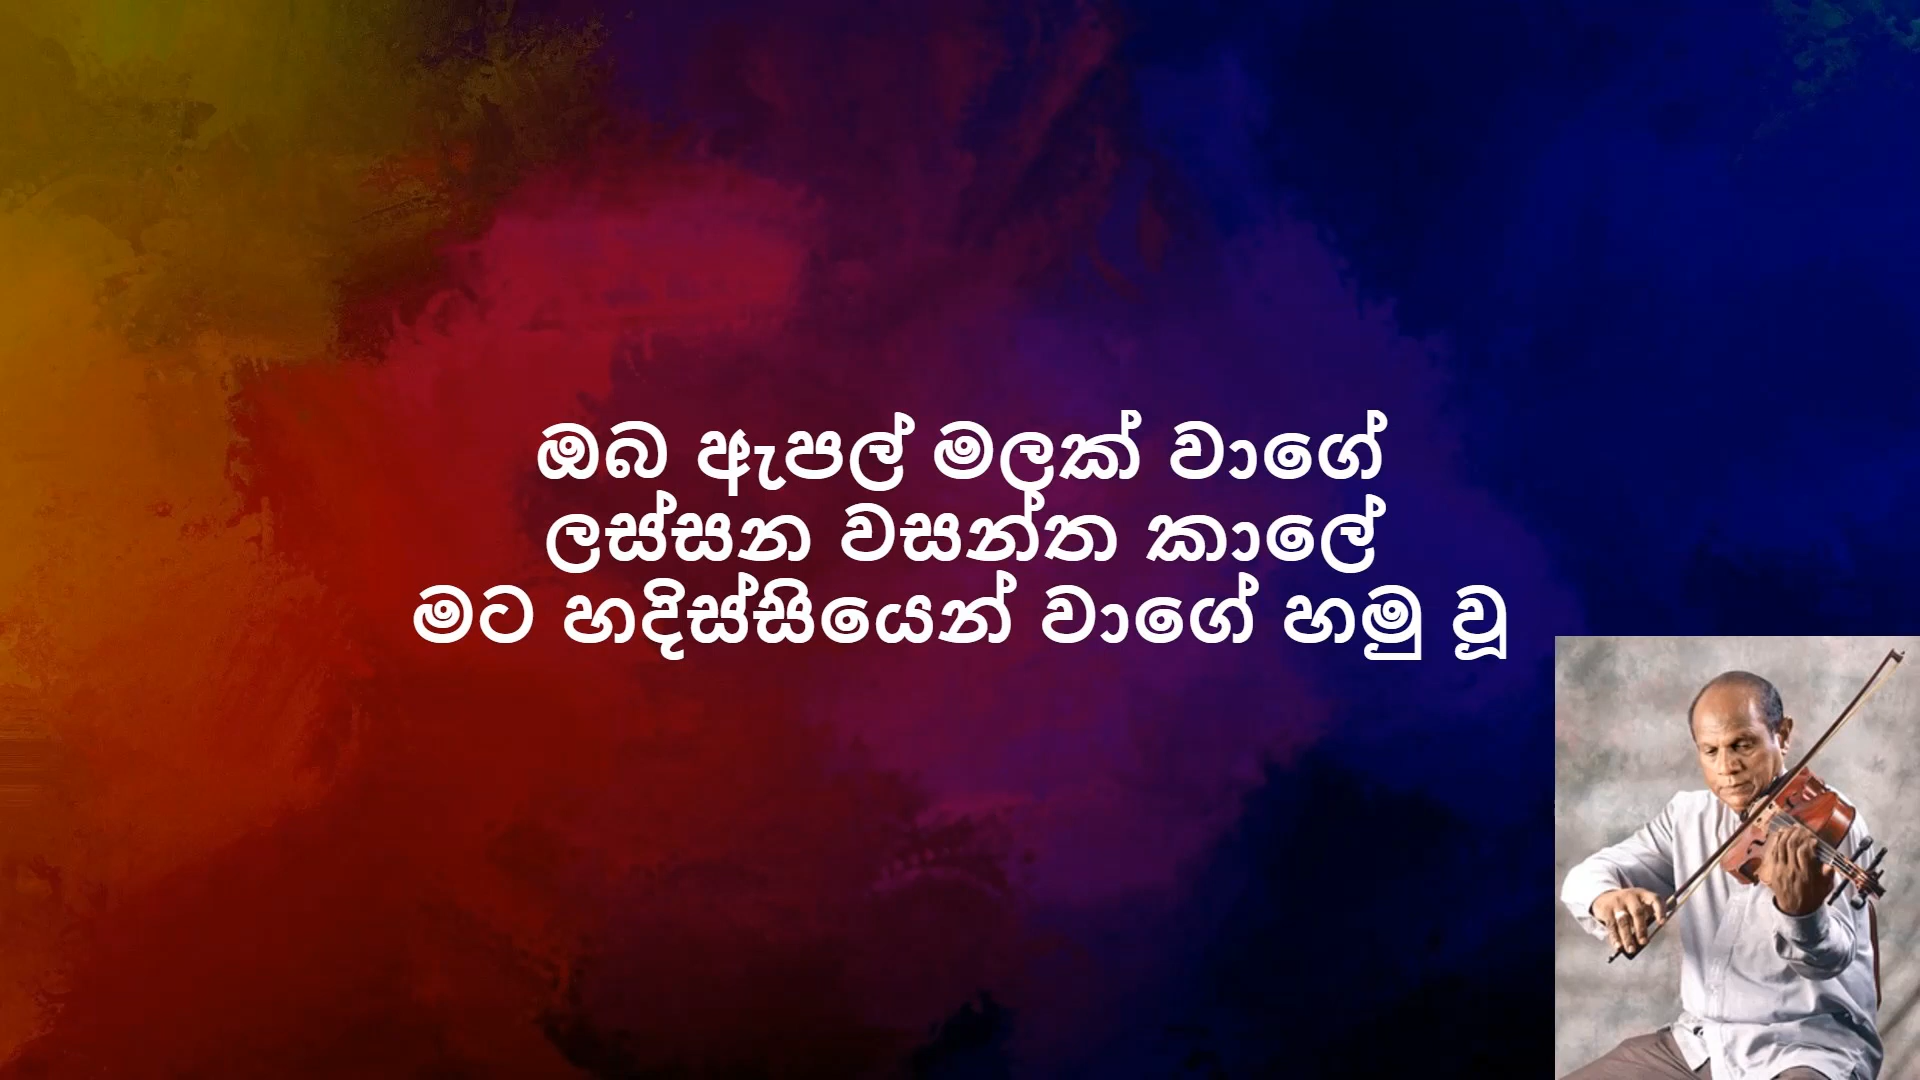 ඔබ ඇපල් මලක් වාගේ
ලස්සන වසන්ත කාලේ
මට හදිස්සියෙන් වාගේ හමු වූ